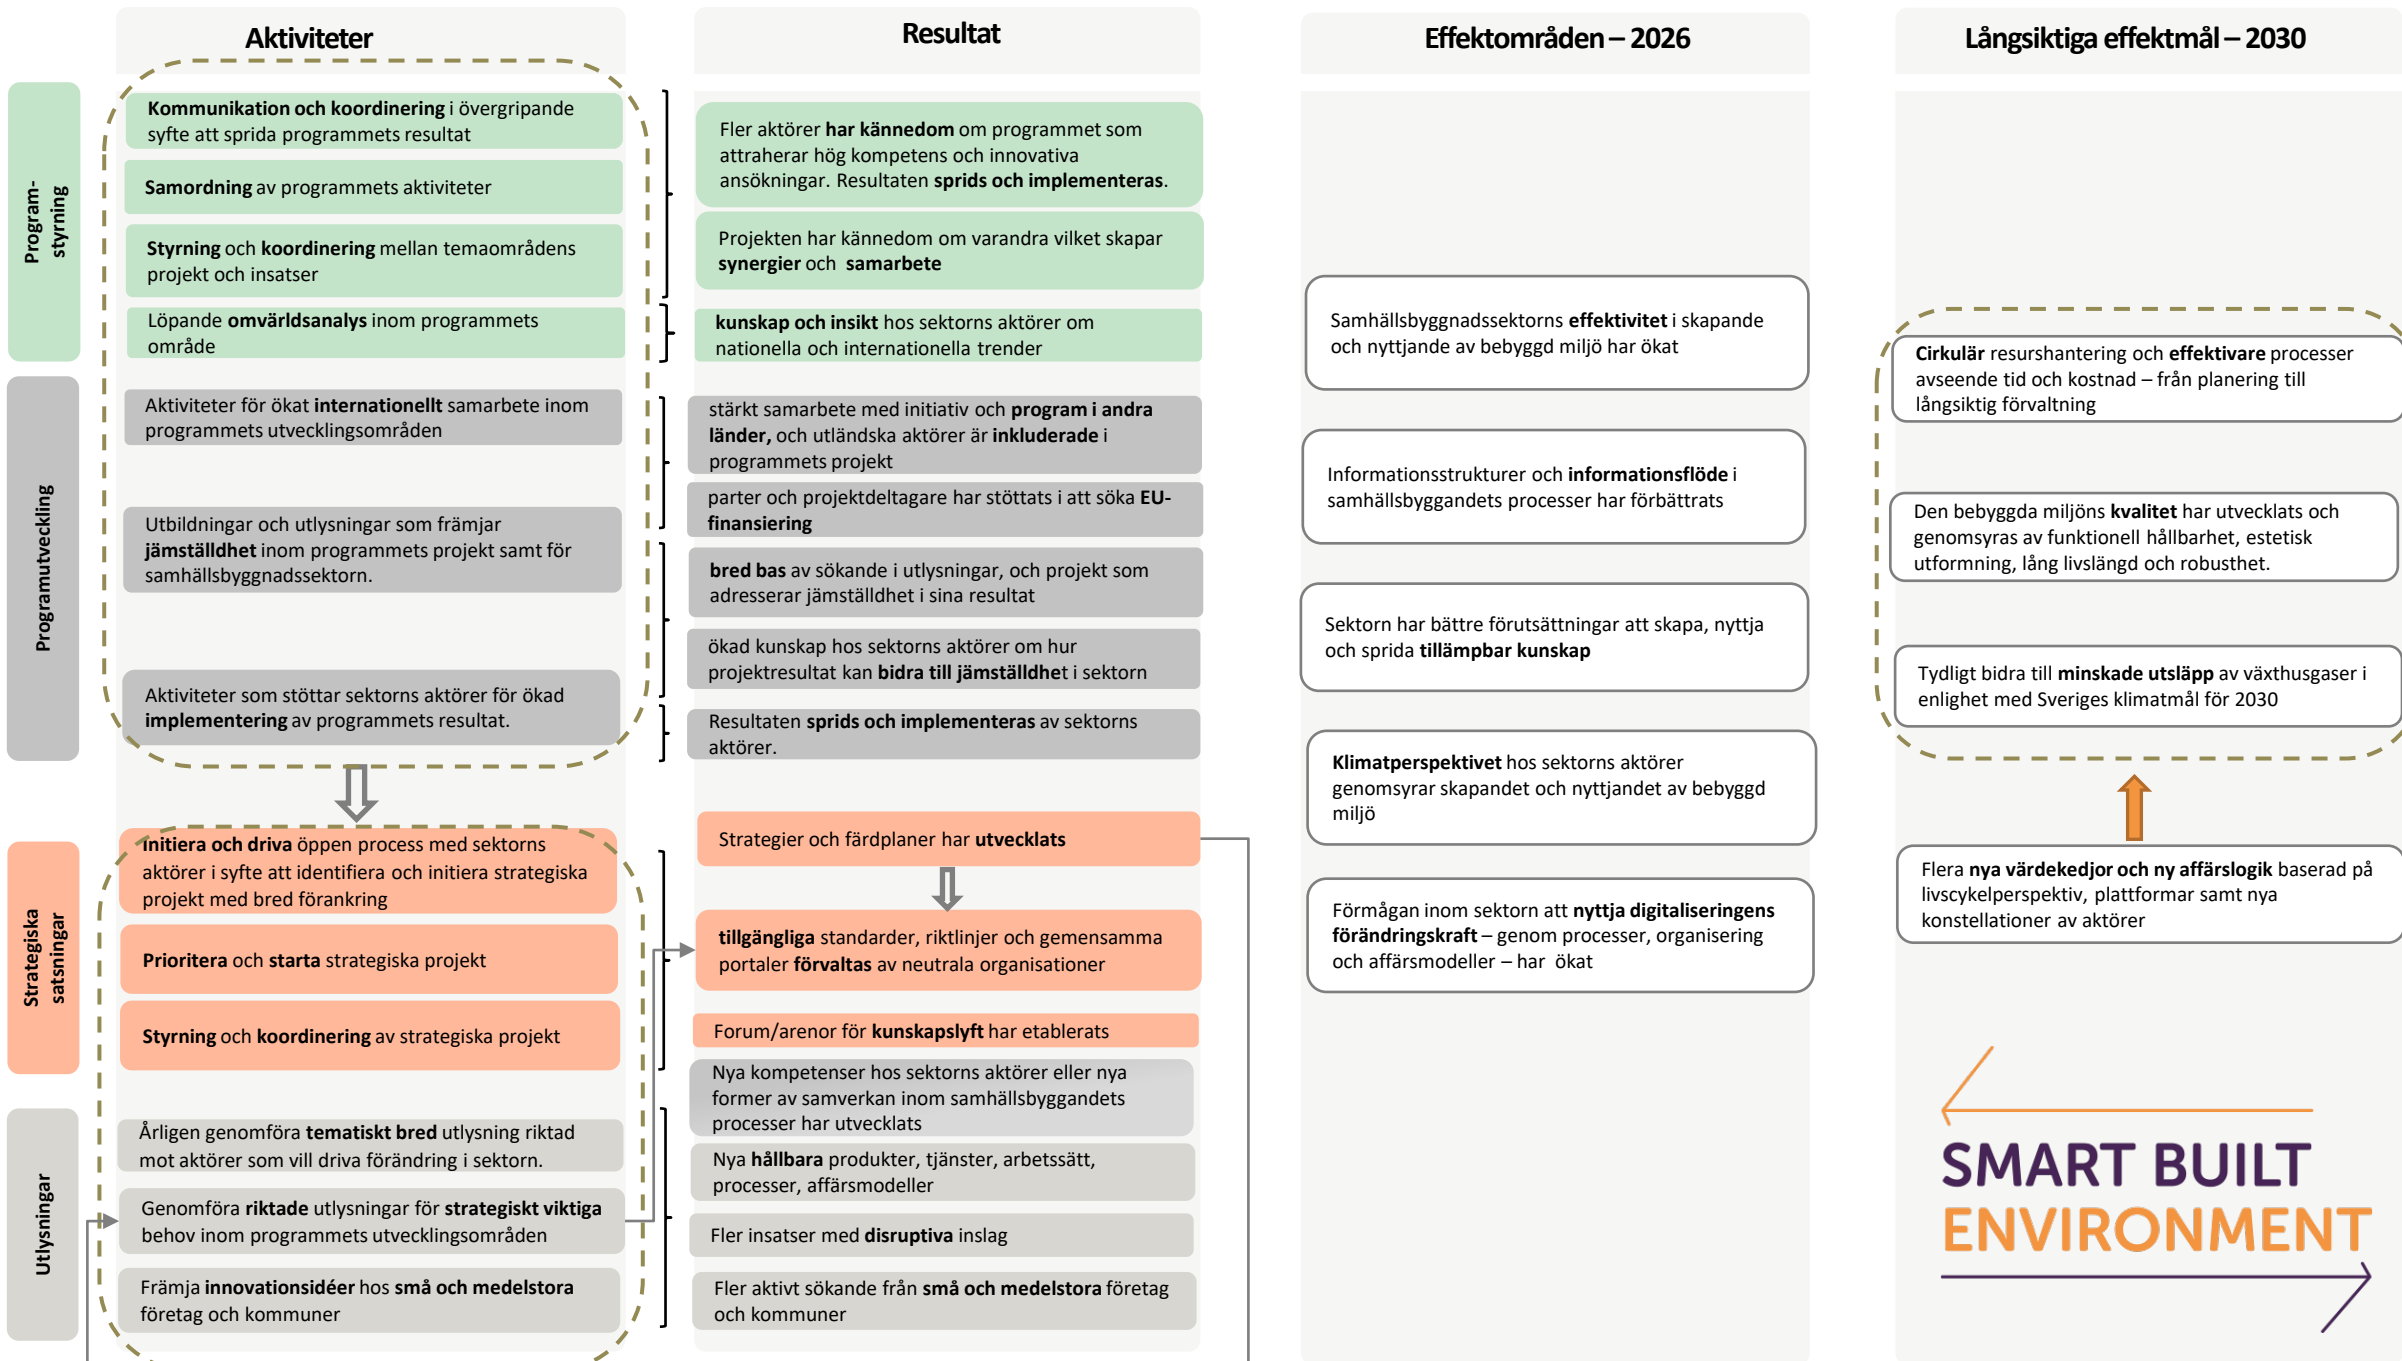 Aktiviteter
Resultat
Effektområden – 2026
Långsiktiga effektmål – 2030
Program-
styrning
Kommunikation och koordinering i övergripande
syfte att sprida programmets resultat
Samordning av programmets aktiviteter
Styrning och koordinering mellan temaområdens
projekt och insatser
Löpande omvärldsanalys inom programmets
område
Fler aktörer har kännedom om programmet som
attraherar hög kompetens och innovativa
ansökningar. Resultaten sprids och implementeras.
Projekten har kännedom om varandra vilket skapar
synergier och samarbete
kunskap och insikt hos sektorns aktörer om
nationella och internationella trender
Programutveckling
Aktiviteter för ökat internationellt samarbete inom
programmets utvecklingsområden
Utbildningar och utlysningar som främjar
jämställdhet inom programmets projekt samt för
samhällsbyggnadssektorn.
Aktiviteter som stöttar sektorns aktörer för ökad
implementering av programmets resultat.
stärkt samarbete med initiativ och program i andra
länder, och utländska aktörer är inkluderade i
programmets projekt
parter och projektdeltagare har stöttats i att söka EU-
finansiering
bred bas av sökande i utlysningar, och projekt som
adresserar jämställdhet i sina resultat
ökad kunskap hos sektorns aktörer om hur
projektresultat kan bidra till jämställdhet i sektorn
Resultaten sprids och implementeras av sektorns
aktörer.
Strategiska
satsningar
Initiera och driva öppen process med sektorns
aktörer i syfte att identifiera och initiera strategiska
projekt med bred förankring
Prioritera och starta strategiska projekt
Styrning och koordinering av strategiska projekt
Strategier och färdplaner har utvecklats
tillgängliga standarder, riktlinjer och gemensamma
portaler förvaltas av neutrala organisationer
Forum/arenor för kunskapslyft har etablerats
Utlysningar
Årligen genomföra tematiskt bred utlysning riktad
mot aktörer som vill driva förändring i sektorn.
Genomföra riktade utlysningar för strategiskt viktiga
behov inom programmets utvecklingsområden
Främja innovationsidéer hos små och medelstora
företag och kommuner
Nya kompetenser hos sektorns aktörer eller nya
former av samverkan inom samhällsbyggandets
processer har utvecklats
Nya hållbara produkter, tjänster, arbetssätt,
processer, affärsmodeller
Fler insatser med disruptiva inslag
Fler aktivt sökande från små och medelstora företag
och kommuner
Samhällsbyggnadssektorns effektivitet i skapande
och nyttjande av bebyggd miljö har ökat
Informationsstrukturer och informationsflöde i
samhällsbyggandets processer har förbättrats
Sektorn har bättre förutsättningar att skapa, nyttja
och sprida tillämpbar kunskap
Klimatperspektivet hos sektorns aktörer
genomsyrar skapandet och nyttjandet av bebyggd
miljö
Förmågan inom sektorn att nyttja digitaliseringens
förändringskraft – genom processer, organisering
och affärsmodeller – har ökat
Cirkulär resurshantering och effektivare processer
avseende tid och kostnad – från planering till
långsiktig förvaltning
Den bebyggda miljöns kvalitet har utvecklats och
genomsyras av funktionell hållbarhet, estetisk
utformning, lång livslängd och robusthet.
Tydligt bidra till minskade utsläpp av växthusgaser i
enlighet med Sveriges klimatmål för 2030
Flera nya värdekedjor och ny affärslogik baserad på
livscykelperspektiv, plattformar samt nya
konstellationer av aktörer
SMART BUILT
ENVIRONMENT